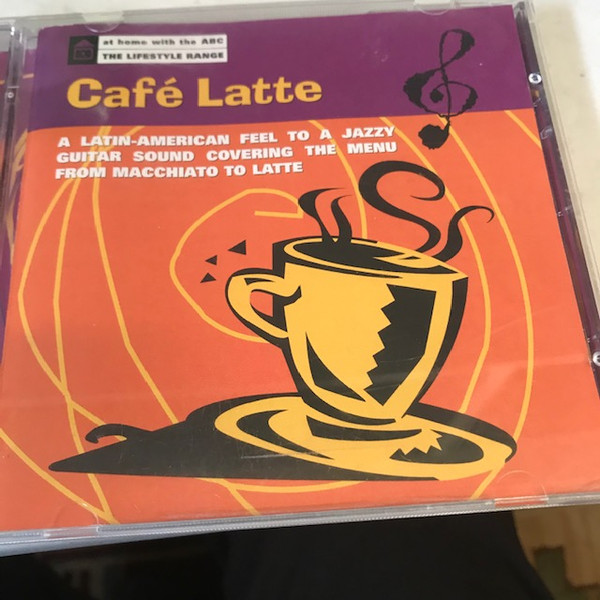 at home with the ABC
THE LIFESTYLE RANGE
Café Latte
A LATIN-AMERICAN FEEL TO A JAZZY
GUITAR SOUND COVERING THE MENU
FROM MACCHIATO TO LATTE